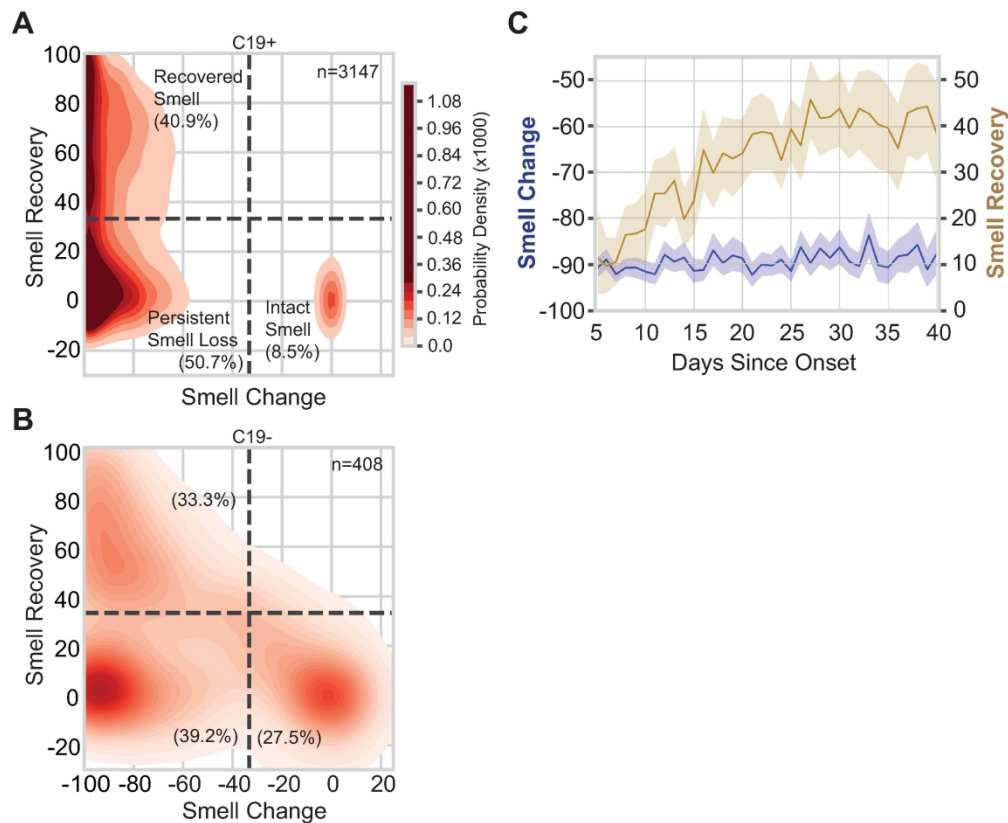 A
C19+
n=3147
Recovered
Smell
(40.9%)
Persistent
Smell Loss
(50.7%)
Intact
Smell
(8.5%)
100
80
60
40
20
0
-20
Smell Recovery
Smell Change
1.08
0.96
0.84
0.72
0.60
0.48
0.36
0.24
0.12
0.0
Probability Density (x1000)
B
C19-
n=408
(33.3%)
(39.2%)
(27.5%)
100
80
60
40
20
0
-20
Smell Recovery
-100 -80 -60 -40 -20 0 20
Smell Change
C
-50
-60
-70
-80
-90
-100
Smell Change
50
40
30
20
10
0
Smell Recovery
5 10 15 20 25 30 35 40
Days Since Onset